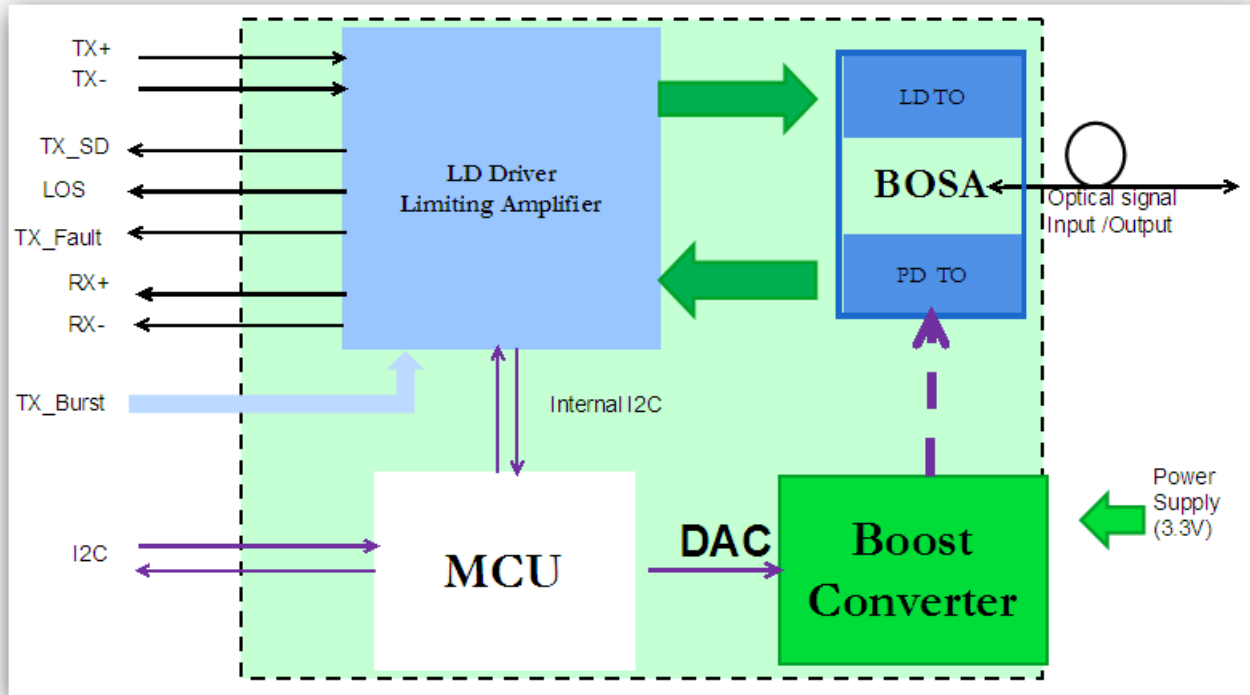 TX+
TX-
TX_SD
LOS
TX_Fault
RX+
RX-
TX_Burst
I2C
LD Driver
Limiting Amplifier
LD TO
BOSA
PD TO
Optical signal
Input /Output
Internal I2C
MCU
DAC
Boost
Converter
Power
Supply
(3.3V)